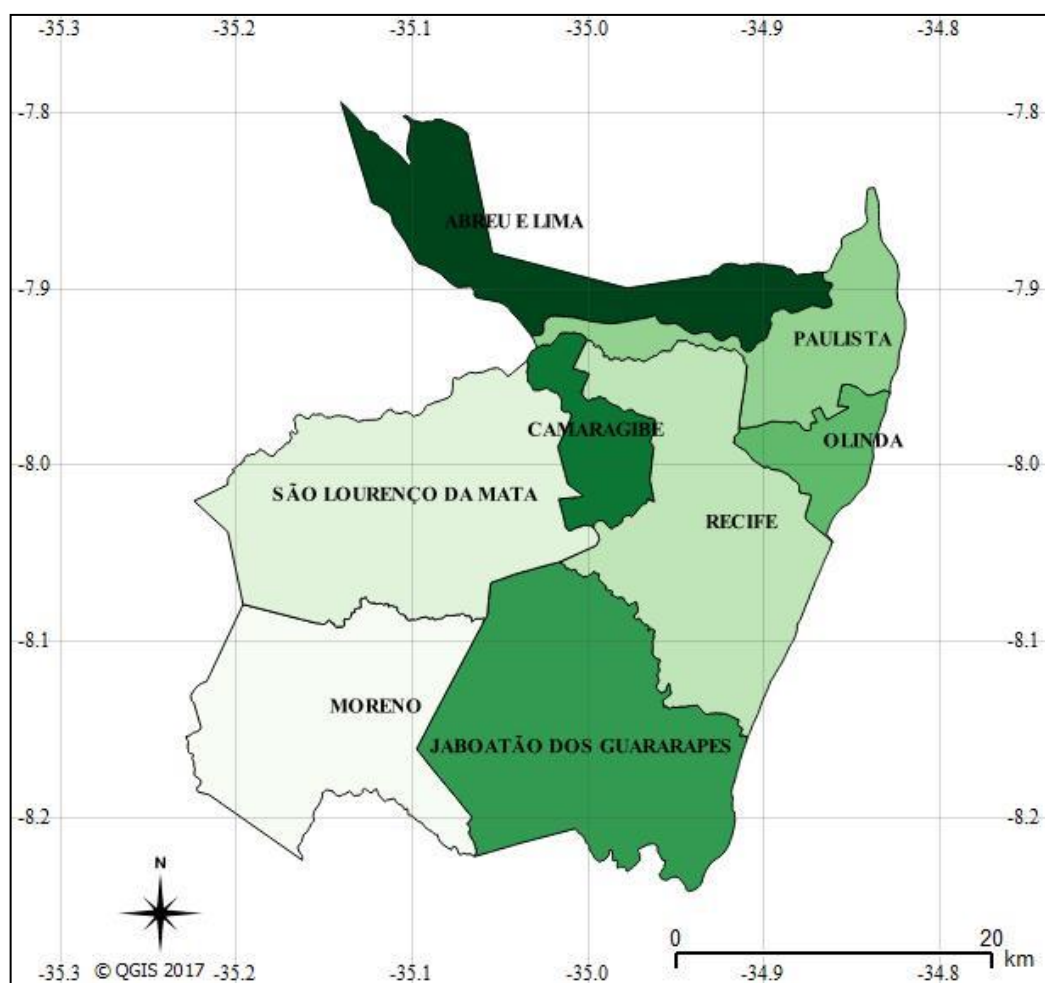 -35.3 -35.2 -35.1 -35.0 -34.9 -34.8
-7.8 -7.8
ABREU E LIMA
-7.9 -7.9
PAULISTA
CAMARAGIBE
OLINDA
-8.0 -8.0
SÃO LOURENÇO DA MATA
RECIFE
-8.1 -8.1
MORENO
JABOATÃO DOS GUARARAPES
-8.2 -8.2
N
0 20
km
© QGIS 2017
-35.3 -35.2 -35.1 -35.0 -34.9 -34.8